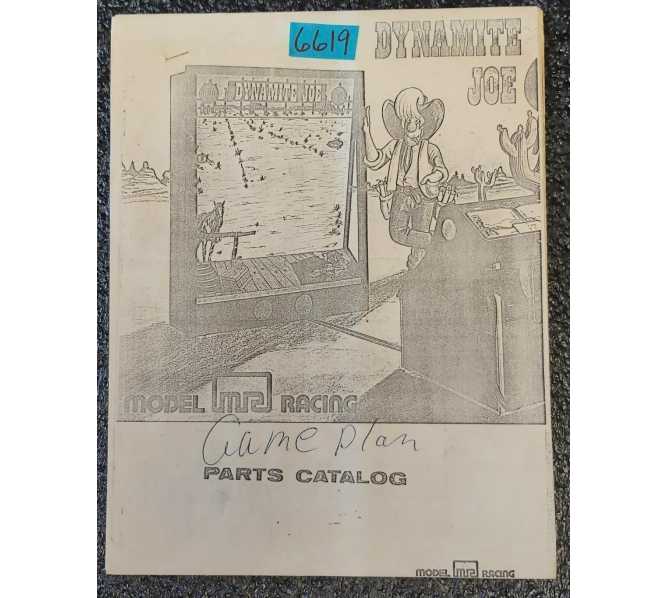 6619
DYNAMITE
JOE
DYNAMITE JOE
MODEL MR RACING
Game plan
PARTS CATALOG
MODEL MR RACING